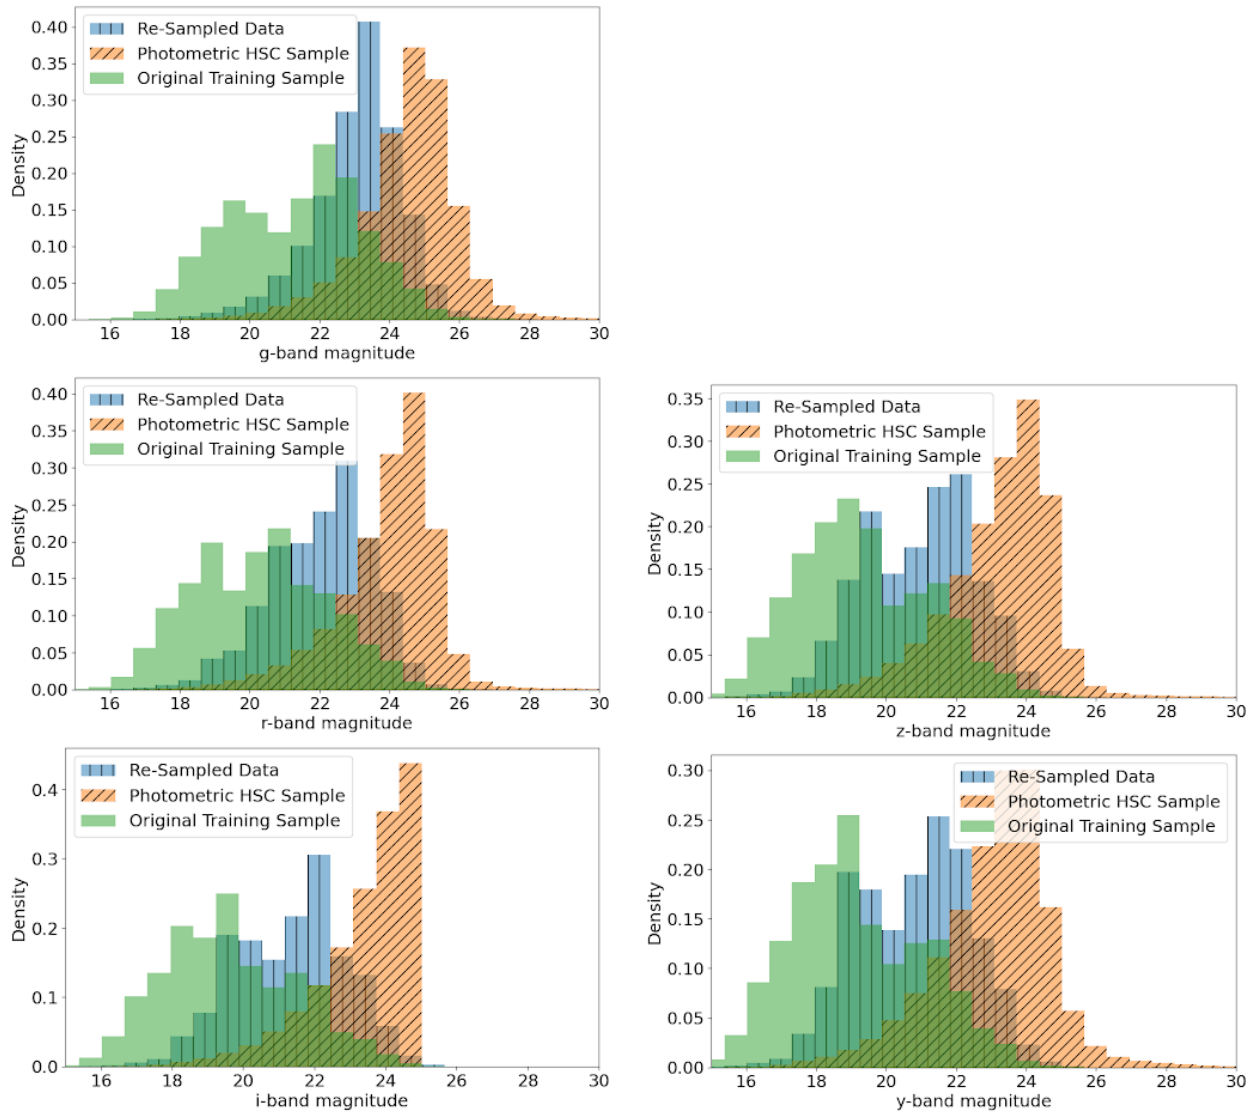 Re-Sampled Data
Photometric HSC Sample
Original Training Sample
Density
0.40
0.35
0.30
0.25
0.20
0.15
0.10
0.05
0.00
16 18 20 22 24 26 28 30
g-band magnitude
Re-Sampled Data
Photometric HSC Sample
Original Training Sample
Density
0.40
0.30
0.20
0.15
0.10
0.05
0.00
16 18 20 22 24 26 28 30
r-band magnitude
Re-Sampled Data
Photometric HSC Sample
Original Training Sample
Density
0.35
0.30
0.25
0.20
0.15
0.10
0.05
0.00
16 18 20 22 24 26 28 30
z-band magnitude
Re-Sampled Data
Photometric HSC Sample
Original Training Sample
Density
0.4
0.3
0.2
0.1
0.0
16 18 20 22 24 26 28 30
i-band magnitude
Re-Sampled Data
Photometric HSC Sample
Original Training Sample
Density
0.30
0.25
0.20
0.15
0.10
0.05
0.00
16 18 20 22 24 26 28 30
y-band magnitude